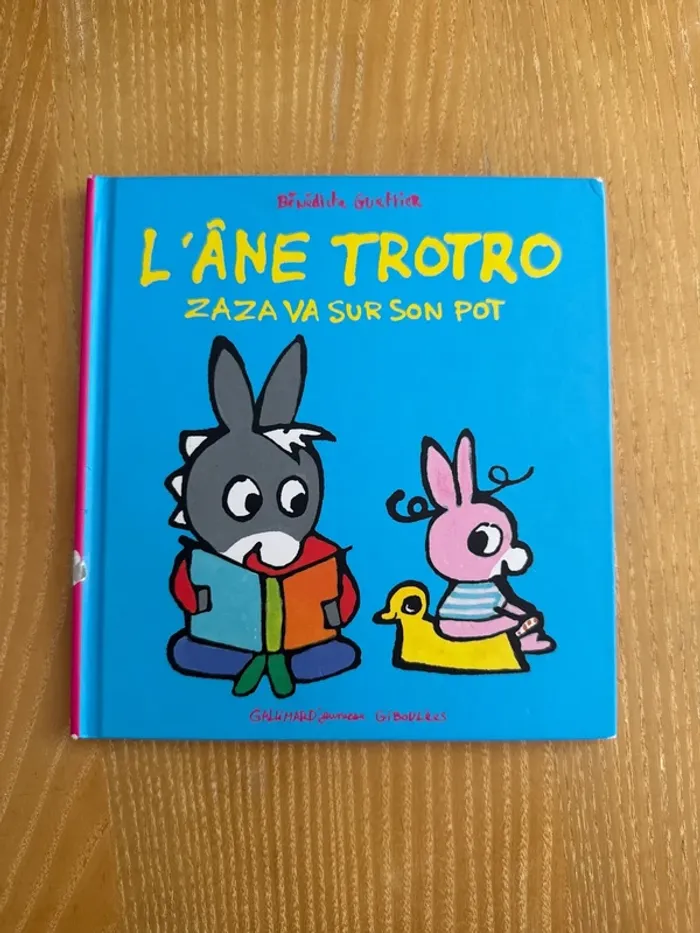 Bénédicte Guettier
L'ÂNE TROTRO
ZAZA VA SUR SON POT
GALLIMARD jeunesse GIBOULÉES